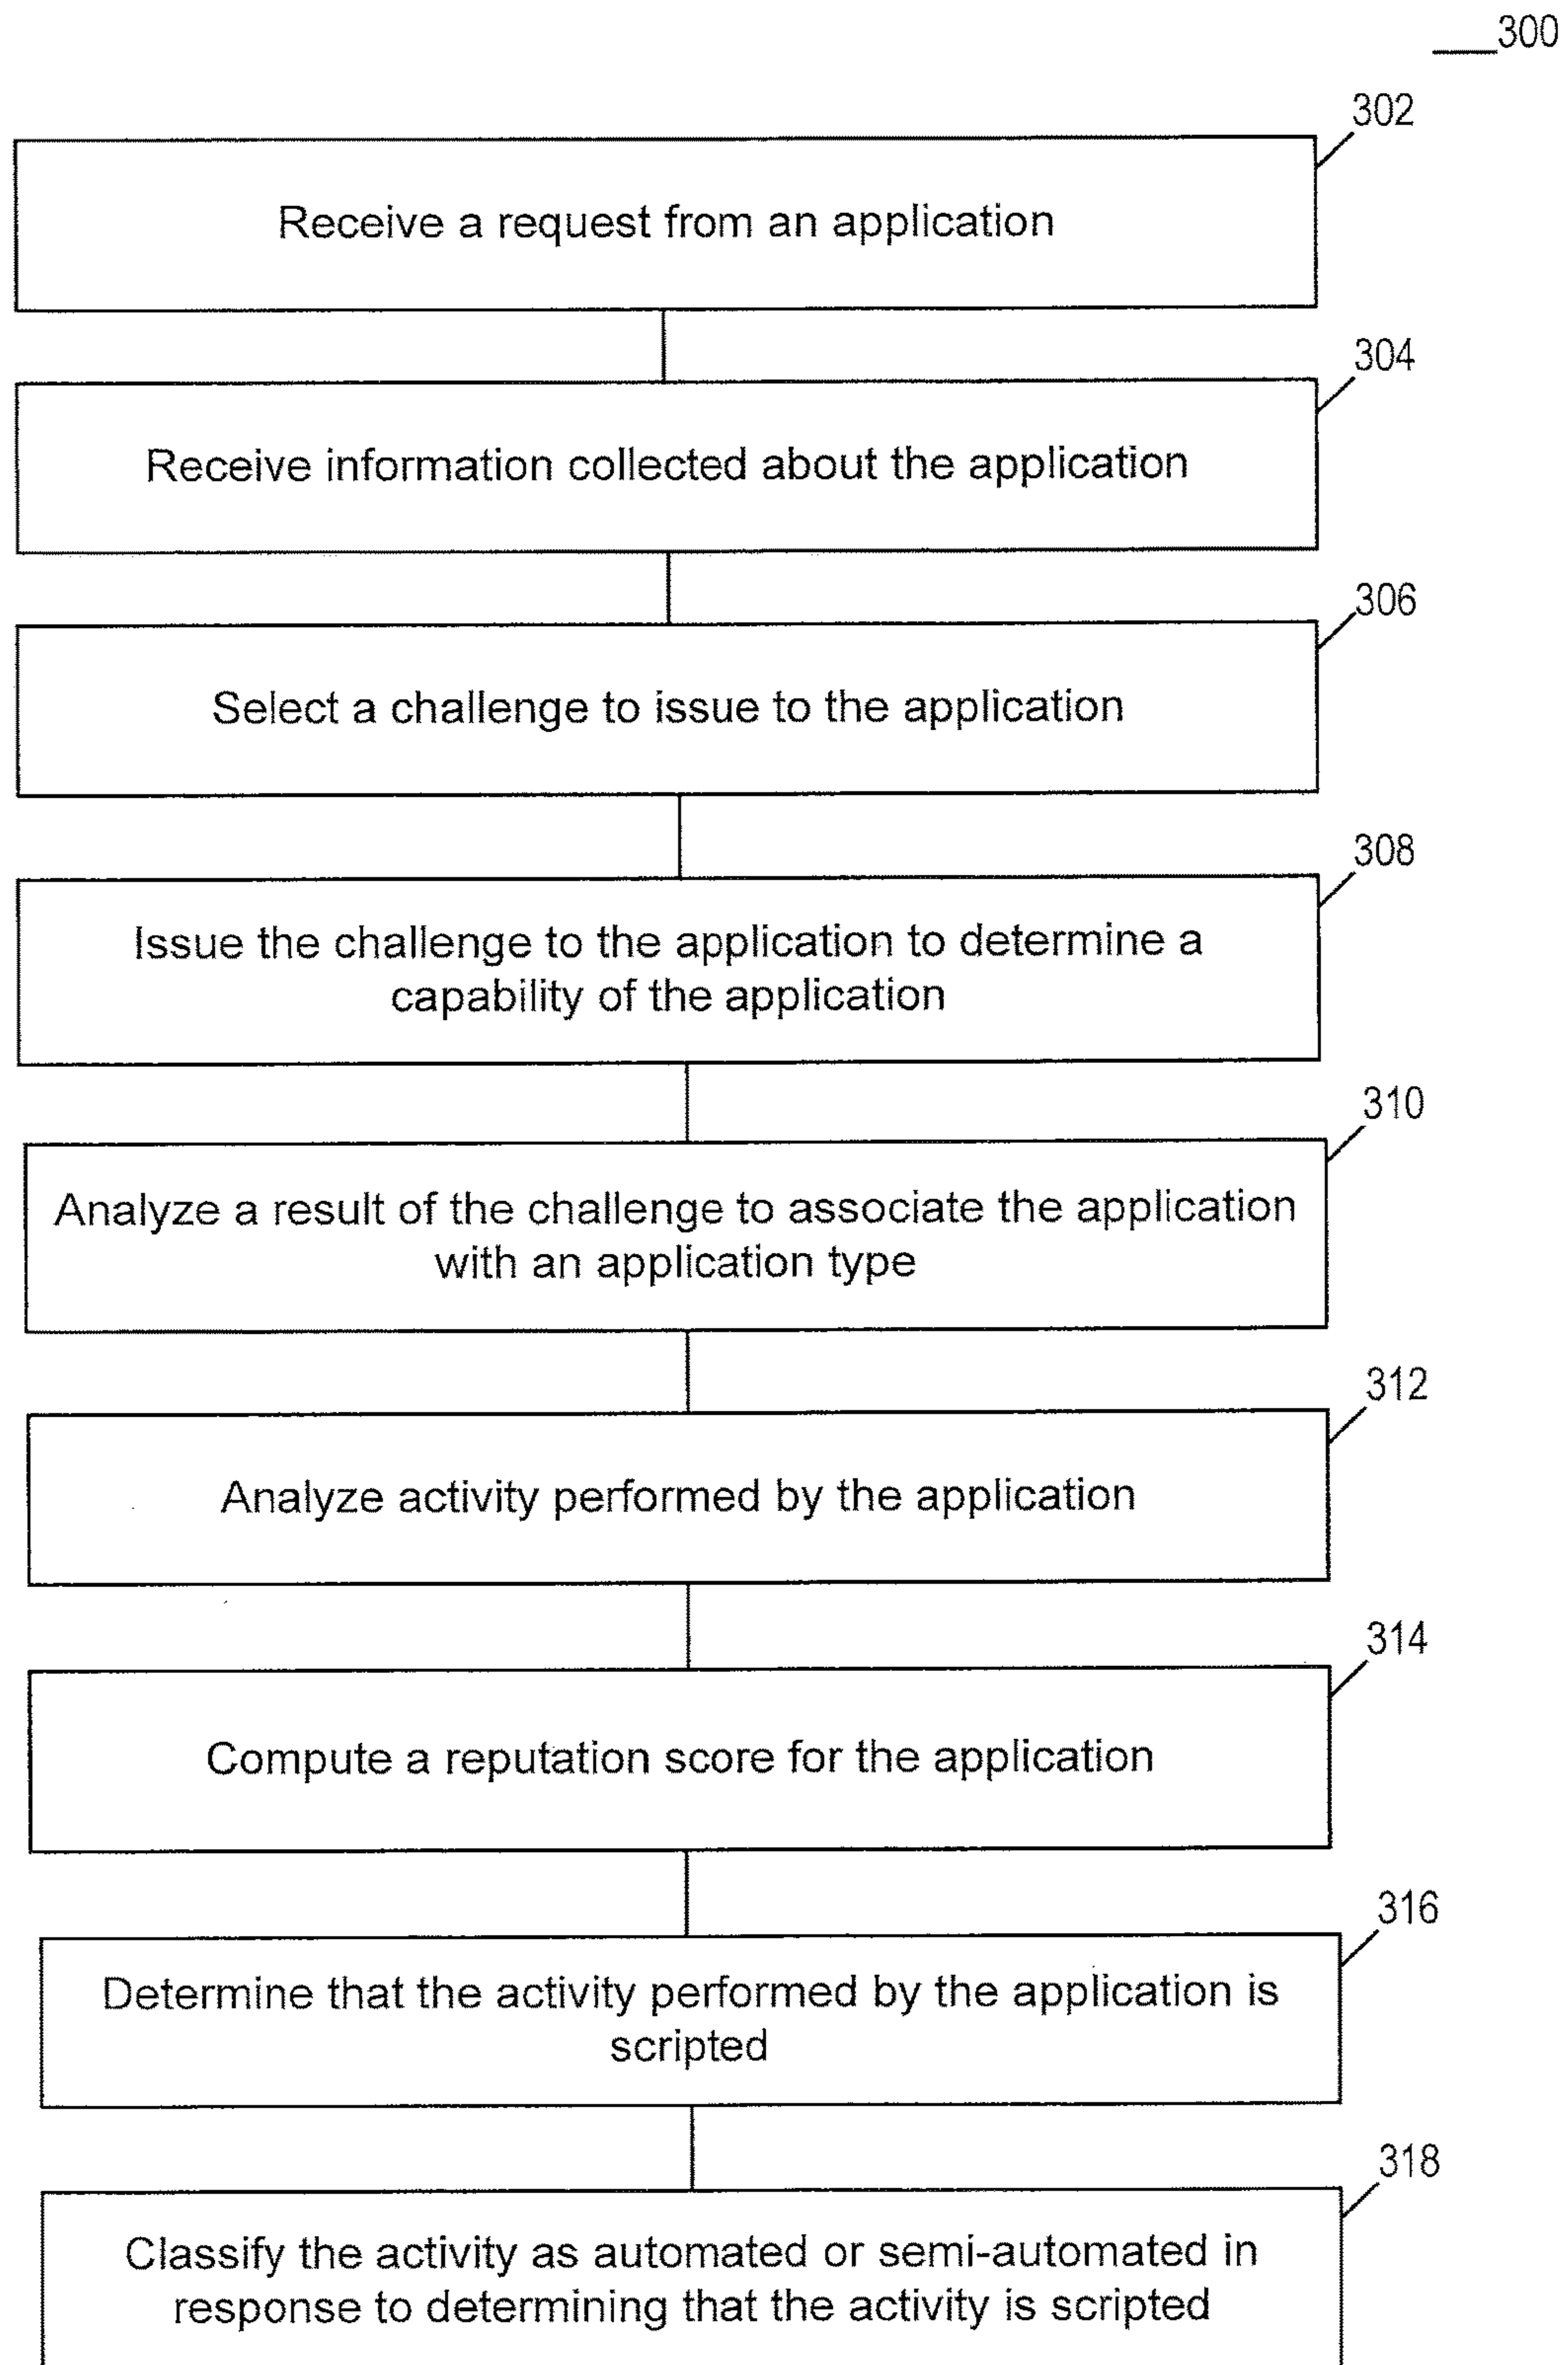 300
302
Receive a request from an application
304
Receive information collected about the application
306
Select a challenge to issue to the application
308
Issue the challenge to the application to determine a
capability of the application
310
Analyze a result of the challenge to associate the application
with an application type
312
Analyze activity performed by the application
314
Compute a reputation score for the application
316
Determine that the activity performed by the application is
scripted
318
Classify the activity as automated or semi-automated in
response to determining that the activity is scripted